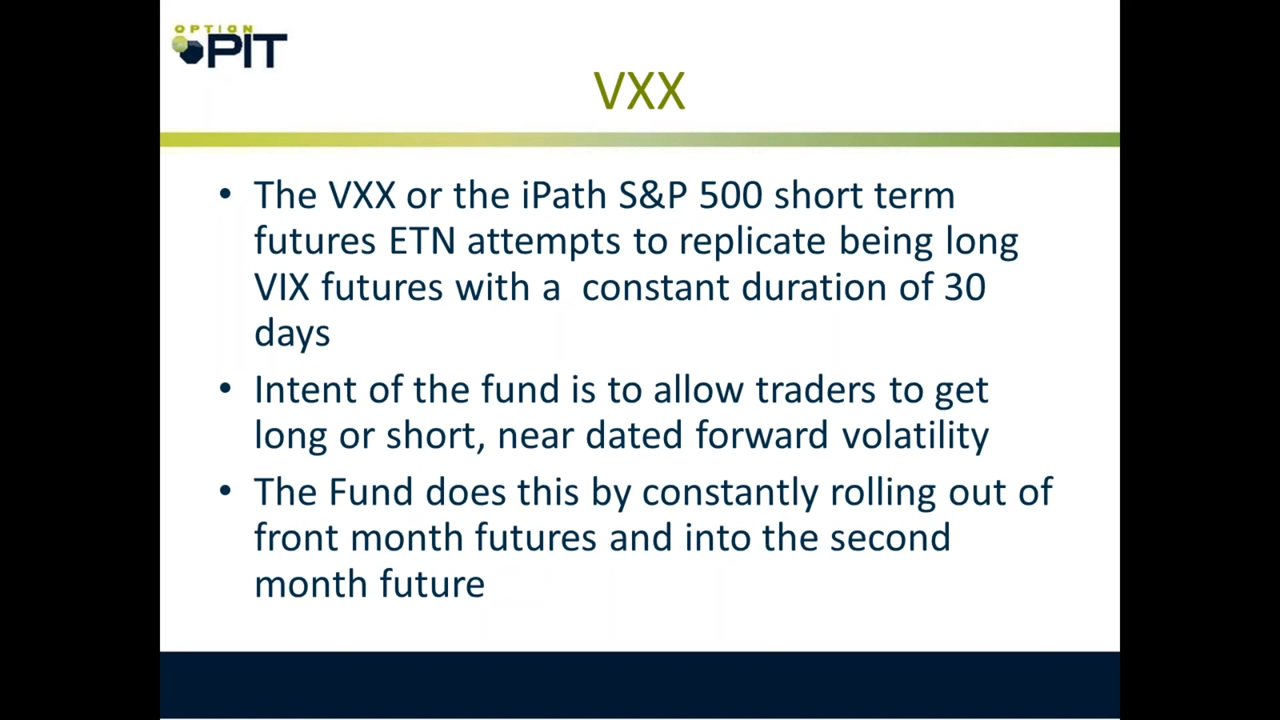 OPTION
PIT
VXX
• The VXX or the iPath S&P 500 short term
futures ETN attempts to replicate being long
VIX futures with a  constant duration of 30
days
• Intent of the fund is to allow traders to get
long or short, near dated forward volatility
• The Fund does this by constantly rolling out of
front month futures and into the second
month future